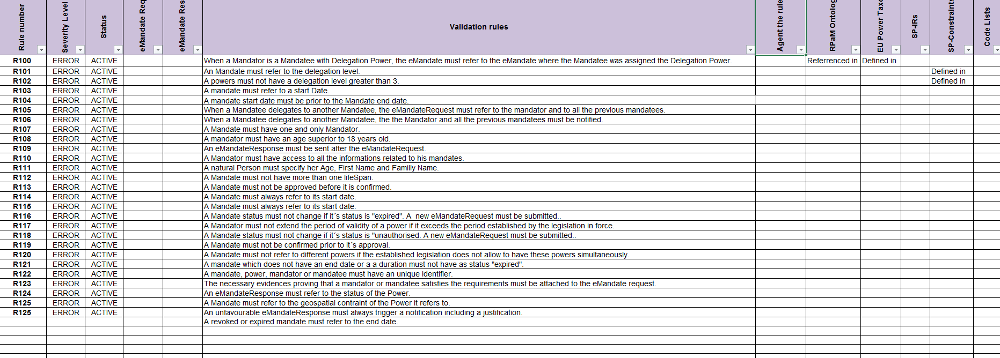 Rule number Severity Level Status eMandate Req eMandate Res Validation rules Agent the rule RPaM Ontolog EU Power Taxo SP-IRs SP-Constraints Code Lists
R100 ERROR ACTIVE When a Mandator is a Mandatee with Delegation Power, the eMandate must refer to the eMandate where the Mandatee was assigned the Delegation Power. Referrenced in Defined in
R101 ERROR ACTIVE An Mandate must refer to the delegation level. Defined in
R102 ERROR ACTIVE A powers must not have a delegation level greater than 3. Defined in
R103 ERROR ACTIVE A mandate must refer to a start Date.
R104 ERROR ACTIVE A mandate start date must be prior to the Mandate end date.
R105 ERROR ACTIVE When a Mandatee delegates to another Mandatee, the eMandateRequest must refer to the mandator and to all the previous mandatees.
R106 ERROR ACTIVE When a Mandatee delegates to another Mandatee, the the Mandator and all the previous mandatees must be notified.
R107 ERROR ACTIVE A Mandate must have one and only Mandator.
R108 ERROR ACTIVE A mandator must have an age superior to 18 years old.
R109 ERROR ACTIVE An eMandateResponse must be sent after the eMandateRequest.
R110 ERROR ACTIVE A Mandator must have access to all the informations related to his mandates.
R111 ERROR ACTIVE A natural Person must specify her Age, First Name and Familly Name.
R112 ERROR ACTIVE A Mandate must not have more than one lifeSpan.
R113 ERROR ACTIVE A Mandate must not be approved before it is confirmed.
R114 ERROR ACTIVE A Mandate must always refer to its start date.
R115 ERROR ACTIVE A Mandate must always refer to its start date.
R116 ERROR ACTIVE A Mandate status must not change if it´s status is "expired". A  new eMandateRequest must be submitted..
R117 ERROR ACTIVE A Mandator must not extend the period of validity of a power if it exceeds the period established by the legislation in force.
R118 ERROR ACTIVE A Mandate status must not change if it´s status is "unauthorised. A new eMandateRequest must be submitted..
R119 ERROR ACTIVE A Mandate must not be confirmed prior to it´s approval.
R120 ERROR ACTIVE A Mandate must not refer to different powers if the established legislation does not allow to have these powers simultaneously.
R121 ERROR ACTIVE A mandate which does not have an end date or a a duration must not have as status "expired".
R122 ERROR ACTIVE A mandate, power, mandator or mandatee must have an unique identifier.
R123 ERROR ACTIVE The necessary evidences proving that a mandator or mandatee satisfies the requirements must be attached to the eMandate request.
R124 ERROR ACTIVE An eMandateResponse must refer to the status of the Power.
R125 ERROR ACTIVE A Mandate must refer to the geospatial contraint of the Power it refers to.
R125 ERROR ACTIVE An unfavourable eMandateResponse must always trigger a notification including a justification.
A revoked or expired mandate must refer to the end date.